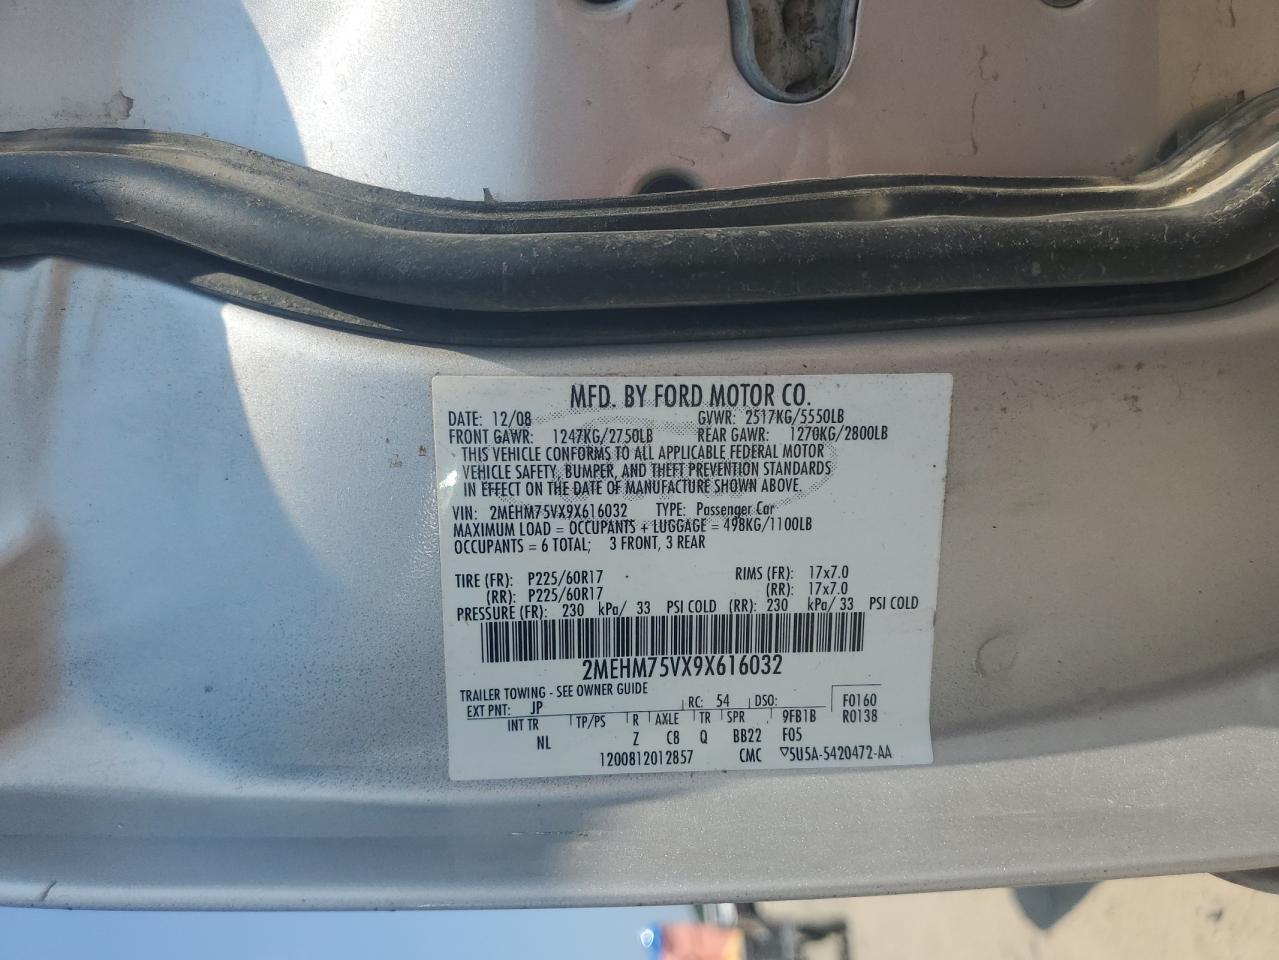 MFD. BY FORD MOTOR CO.
DATE: 12/08 GVWR: 2517KG/5550LB
FRONT GAWR: 1247KG/2750LB REAR GAWR: 1270KG/2800LB
THIS VEHICLE CONFORMS TO ALL APPLICABLE FEDERAL MOTOR
VEHICLE SAFETY, BUMPER, AND THEFT PREVENTION STANDARDS
IN EFFECT ON THE DATE OF MANUFACTURE SHOWN ABOVE.
VIN: 2MEHM75VX9X616032 TYPE: Passenger Car
MAXIMUM LOAD = OCCUPANTS + LUGGAGE = 498KG/1100LB
OCCUPANTS = 6 TOTAL; 3 FRONT, 3 REAR
TIRE (FR): P225/60R17 RIMS (FR): 17x7.0
(RR): P225/60R17 (RR): 17x7.0
PRESSURE (FR): 230 kPa/ 33 PSI COLD (RR): 230 kPa/ 33 PSI COLD
2MEHM75VX9X616032
TRAILER TOWING - SEE OWNER GUIDE
EXT PNT: JP RC: 54 DSO: F0160
INT TR TP/PS R AXLE TR SPR 9FB1B R0138
NL Z C8 Q BB22 F05
1200812012857 CMC ▽5U5A-5420472-AA